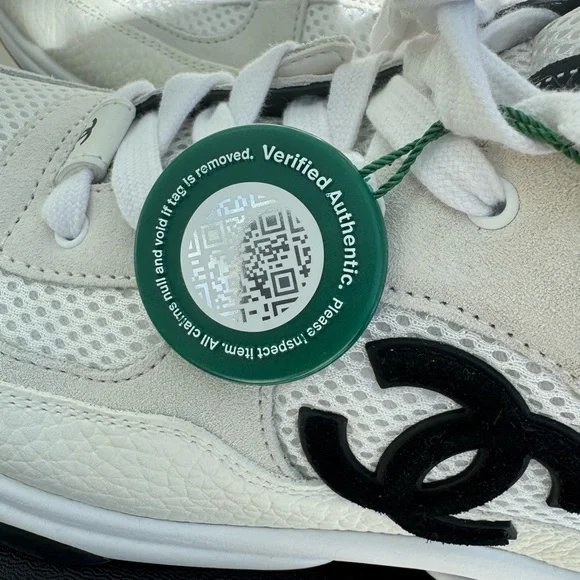 Verified Authentic. Please inspect item. All claims null and void if tag is removed.